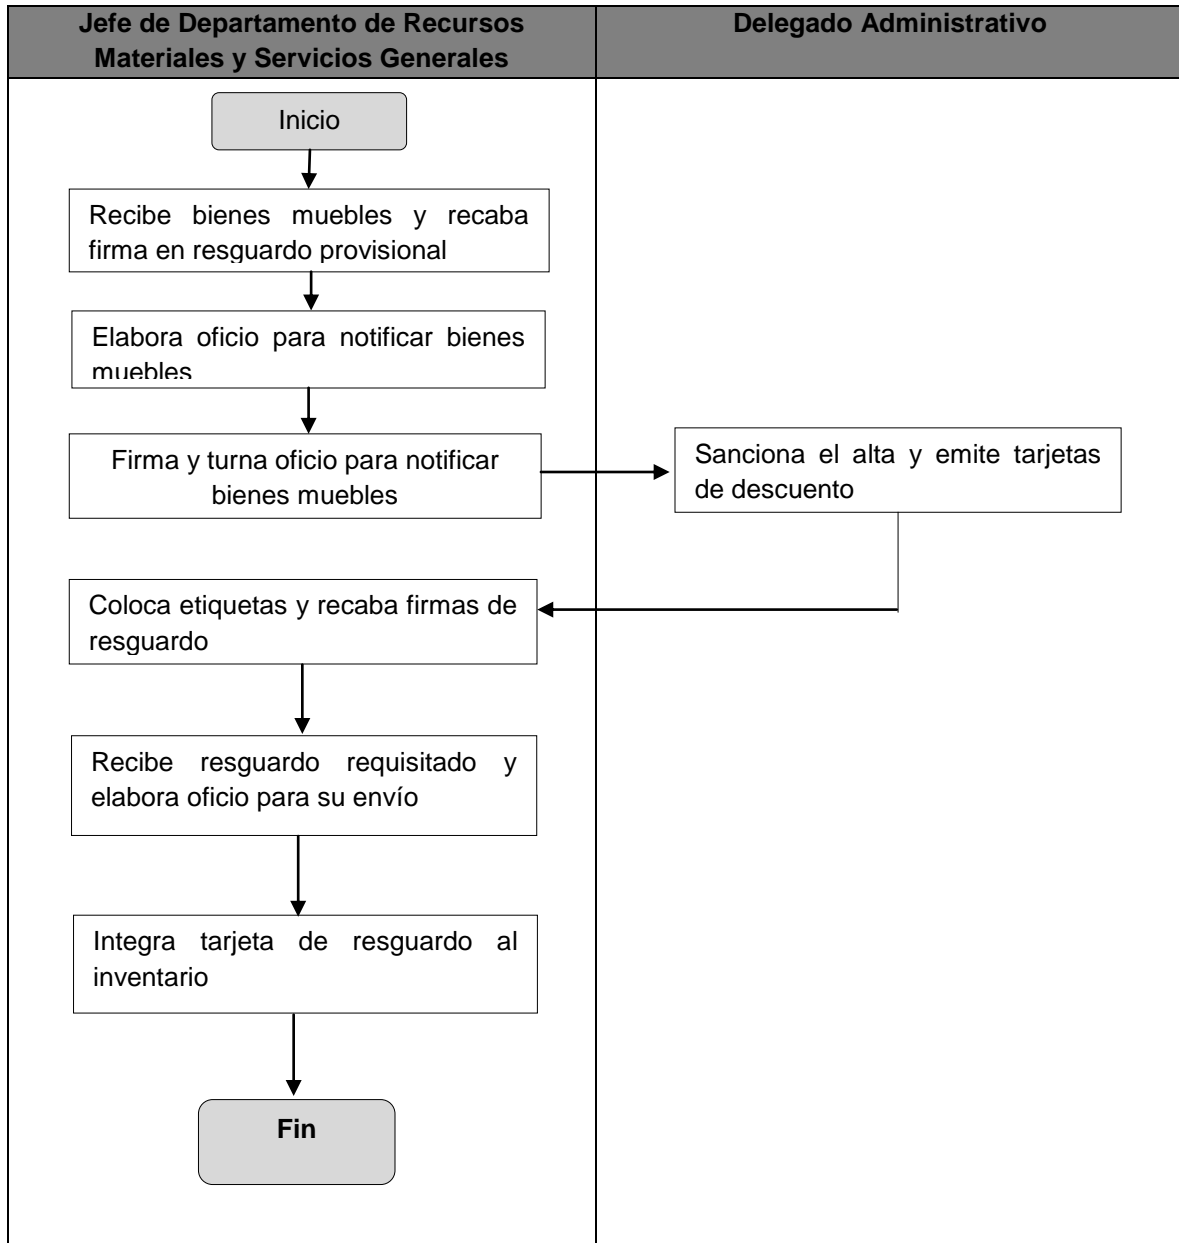 Jefe de Departamento de Recursos
Materiales y Servicios Generales
Delegado Administrativo
Inicio
Recibe bienes muebles y recaba
firma en resguardo provisional
Elabora oficio para notificar bienes
muebles
Firma y turna oficio para notificar
bienes muebles
Sanciona el alta y emite tarjetas
de descuento
Coloca etiquetas y recaba firmas de
resguardo
Recibe resguardo requisitado y
elabora oficio para su envío
Integra tarjeta de resguardo al
inventario
Fin